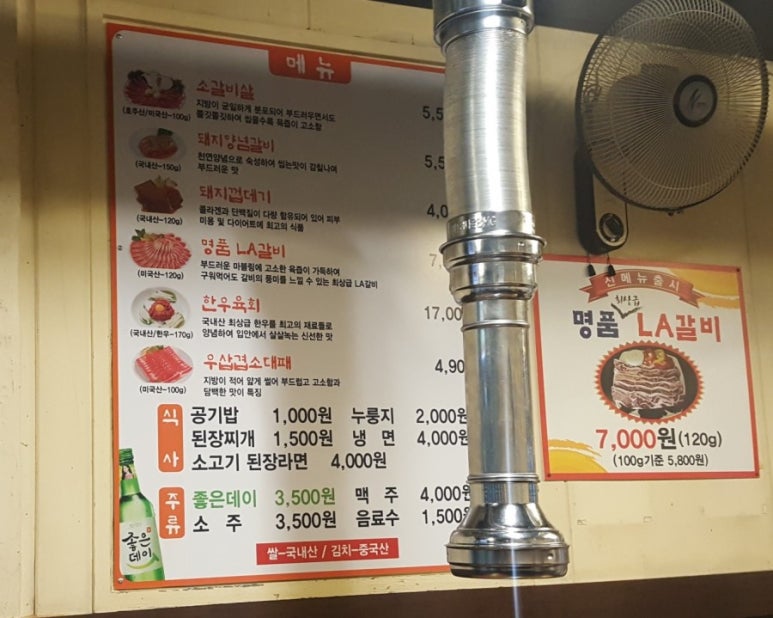 메뉴
소갈비살
지방이 균일하게 분포되어 부드러우면서도
쫄깃쫄깃하여 씹을수록 육즙이 고소함
(호주산/미국산-100g)
5,5
돼지양념갈비
천연양념으로 숙성하여 씹는맛이 감칠나며
부드러운 맛
(국내산-150g)
5,5
돼지껍데기
콜라겐과 단백질이 다량 함유되어 있어 피부
미용 및 다이어트에 최고의 식품
(국내산-120g)
4,0
명품 LA갈비
부드러운 마블링에 고소한 육즙이 가득하여
구워먹어도 갈비의 풍미를 느낄 수 있는 최상급 LA갈비
(미국산-120g)
7,
한우육회
국내산 최상급 한우를 최고의 재료들로
양념하여 입안에서 살살녹는 신선한 맛
(국내산/한우-170g)
17,00
우삼겹소대패
지방이 적어 얇게 썰어 부드럽고 고소함과
담백한 맛이 특징
(미국산-100g)
4,90
식사
공기밥 1,000원 누룽지 2,000원
된장찌개 1,500원 냉면 4,000원
소고기 된장라면 4,000원
주류
좋은데이 3,500원 맥주 4,000원
소주 3,500원 음료수 1,500
쌀-국내산 / 김치-중국산
좋은
데이
신메뉴출시
최상급
명품 LA갈비
7,000원(120g)
(100g기준 5,800원)